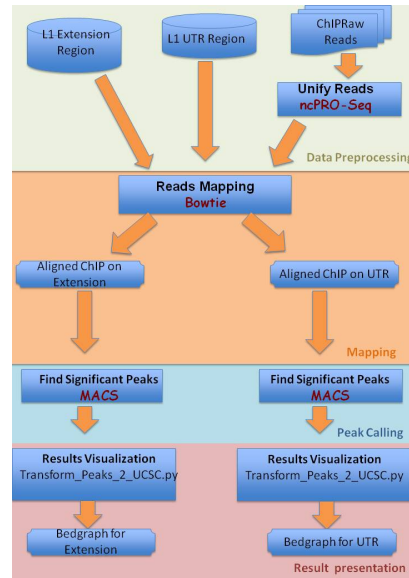 L1 Extension
Region
L1 UTR Region
ChIPRaw
Reads
Unify Reads
ncPRO-Seq
Data Preprocessing
Reads Mapping
Bowtie
Aligned ChIP on
Extension
Aligned ChIP on UTR
Mapping
Find Significant Peaks
MACS
Find Significant Peaks
MACS
Peak Calling
Results Visualization
Transform_Peaks_2_UCSC.py
Results Visualization
Transform_Peaks_2_UCSC.py
Bedgraph for
Extension
Bedgraph for UTR
Result presentation